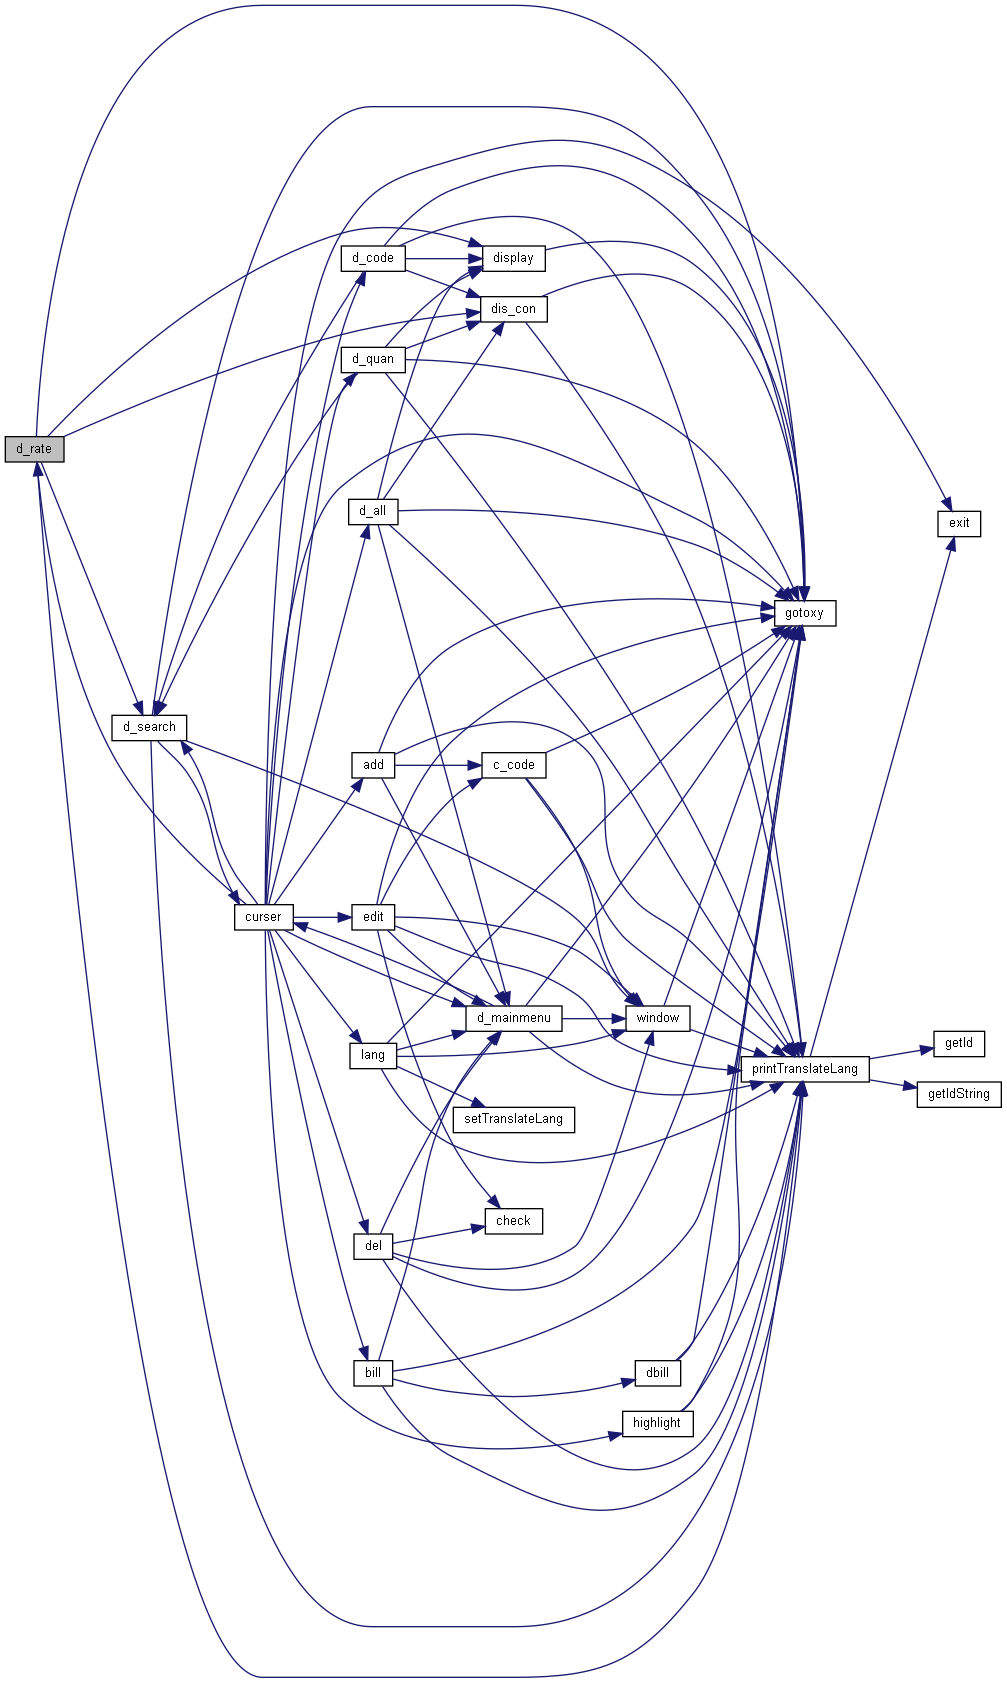 d_code
display
dis_con
d_quan
d_rate
d_all
exit
gotoxy
d_search
add
c_code
curser
edit
d_mainmenu
window
getId
lang
printTranslateLang
getIdString
setTranslateLang
check
del
bill
dbill
highlight